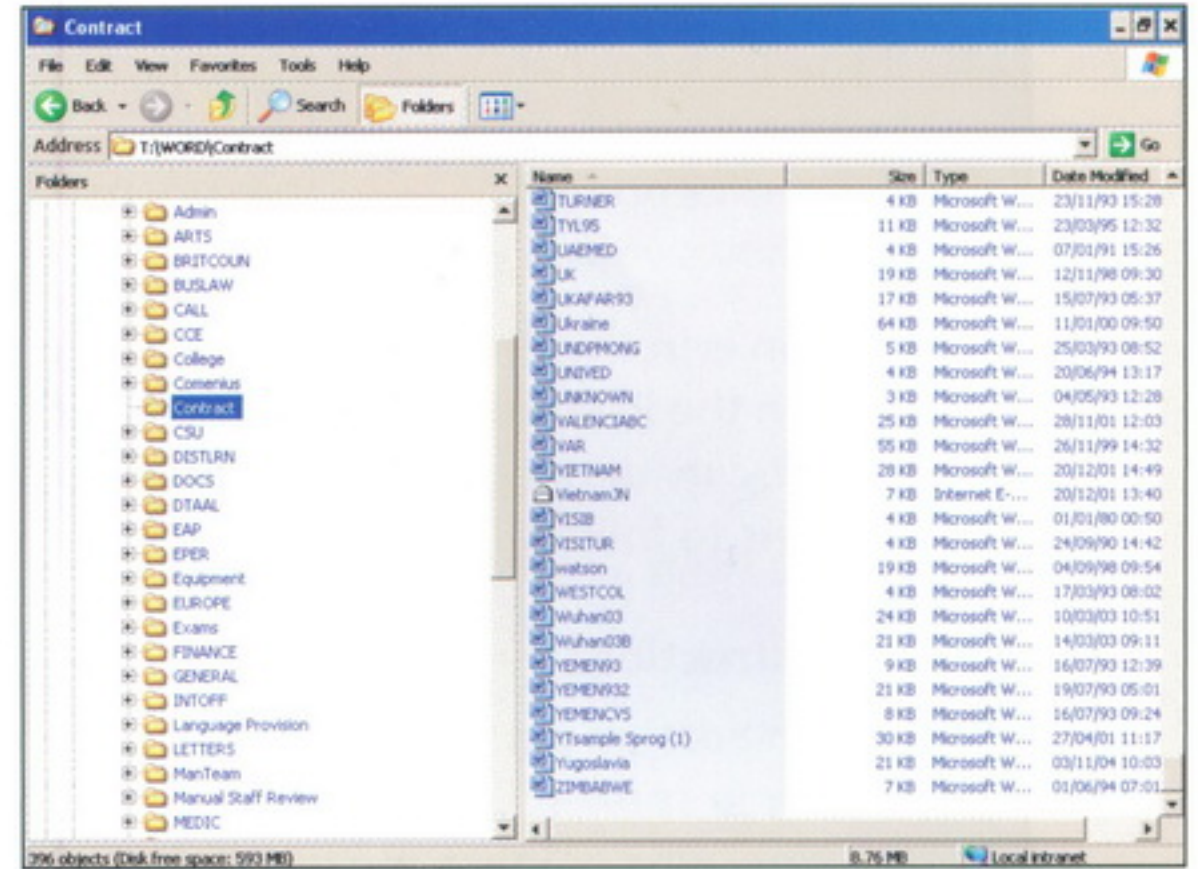 Contract
File Edit View Favorites Tools Help
Back Search Folders
Address T:\WORD\Contract Go
Folders
Admin
ARTS
BRITCOUN
BUSLAW
CALL
CCE
College
Comenius
Contract
CSU
DISTLRN
DOCS
DTAAL
EAP
EPER
Equipment
EUROPE
Exams
FINANCE
GENERAL
INTOFF
Language Provision
LETTERS
ManTeam
Manual Staff Review
MEDIC
Name Size Type Date Modified
TURNER 4 KB Microsoft W... 23/11/93 15:28
TYL95 11 KB Microsoft W... 23/03/95 12:32
UAEMED 4 KB Microsoft W... 07/01/91 15:26
UK 19 KB Microsoft W... 12/11/98 09:30
UKAFAR93 17 KB Microsoft W... 15/07/93 05:37
Ukraine 64 KB Microsoft W... 11/01/00 09:50
UNDPMONG 5 KB Microsoft W... 25/03/93 08:52
UNIVED 4 KB Microsoft W... 20/06/94 13:17
UNKNOWN 3 KB Microsoft W... 04/05/93 12:28
VALENCIABC 25 KB Microsoft W... 28/11/01 12:03
VAR 55 KB Microsoft W... 26/11/99 14:32
VIETNAM 28 KB Microsoft W... 20/12/01 14:49
VietnamJN 7 KB Internet E-... 20/12/01 13:40
VISIB 4 KB Microsoft W... 01/01/80 00:50
VISITUR 4 KB Microsoft W... 24/09/90 14:42
watson 19 KB Microsoft W... 04/09/98 09:54
WESTCOL 4 KB Microsoft W... 17/03/93 08:02
Wuhan03 24 KB Microsoft W... 10/03/03 10:51
Wuhan03B 21 KB Microsoft W... 14/03/03 09:11
YEMEN93 9 KB Microsoft W... 16/07/93 12:39
YEMEN932 21 KB Microsoft W... 19/07/93 05:01
YEMENCVS 8 KB Microsoft W... 16/07/93 09:24
YTsample Sprog (1) 30 KB Microsoft W... 27/04/01 11:17
Yugoslavia 21 KB Microsoft W... 03/11/04 10:03
ZIMBABWE 7 KB Microsoft W... 01/06/94 07:01
396 objects (Disk free space: 593 MB) 8.76 MB Local intranet